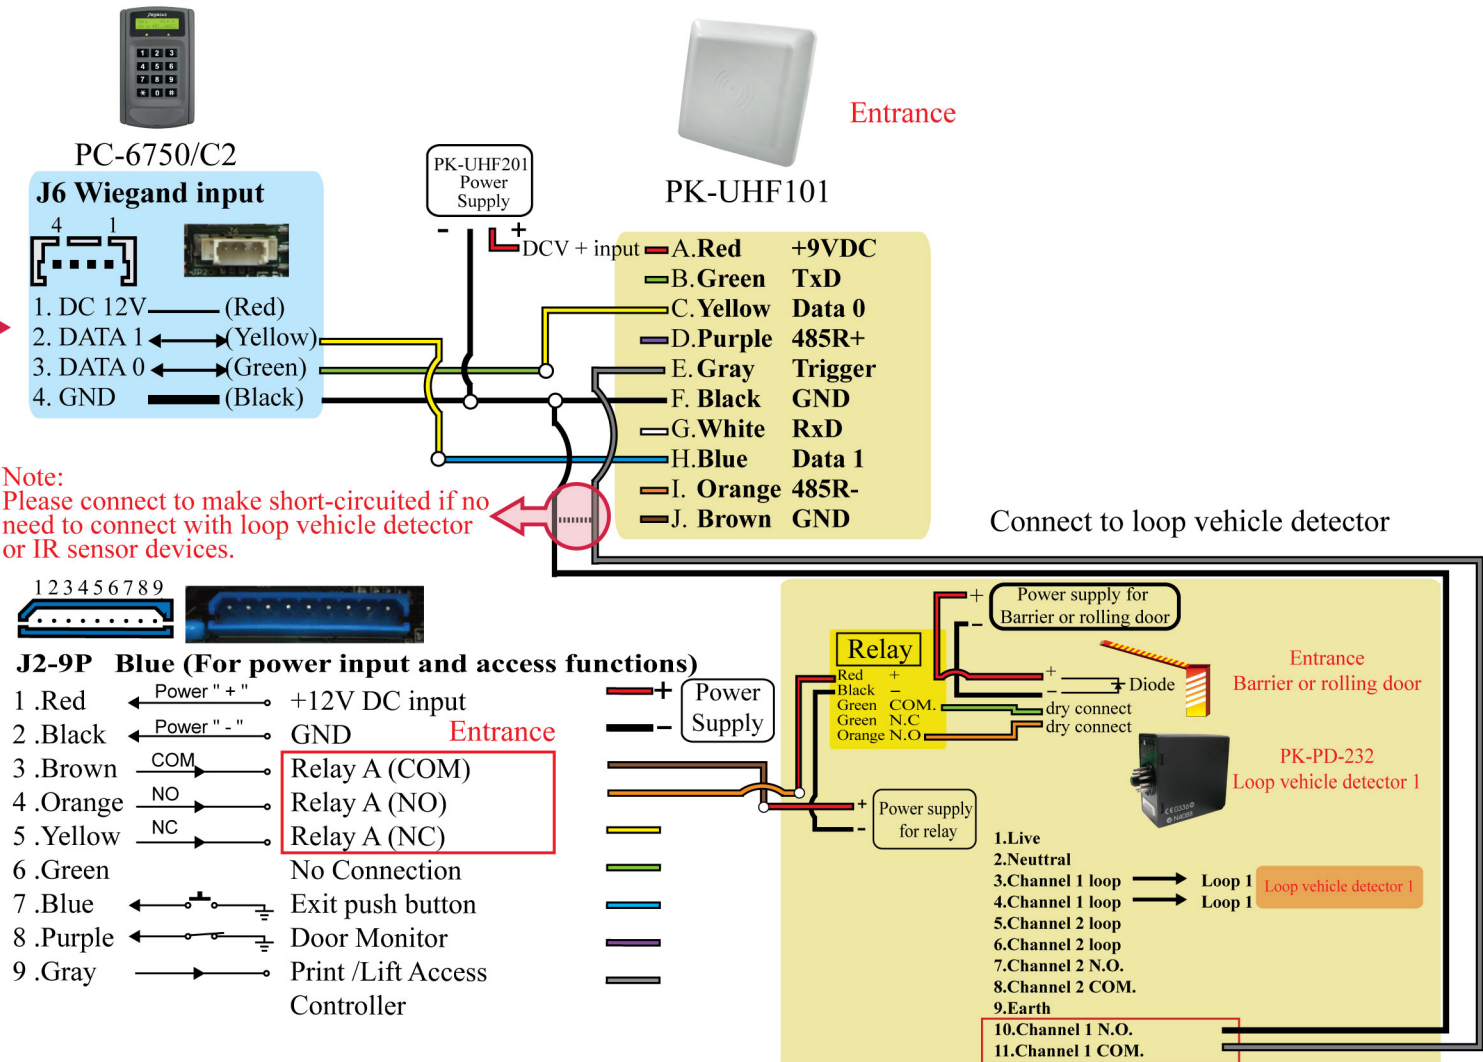 PC-6750/C2
J6 Wiegand input
4 1
1. DC 12V (Red)
2. DATA 1 (Yellow)
3. DATA 0 (Green)
4. GND (Black)
PK-UHF201
Power
Supply
- +
DCV + input
PK-UHF101
Entrance
A.Red +9VDC
B.Green TxD
C.Yellow Data 0
D.Purple 485R+
E.Gray Trigger
F. Black GND
G.White RxD
H.Blue Data 1
I. Orange 485R-
J. Brown GND
Note:
Please connect to make short-circuited if no
need to connect with loop vehicle detector
or IR sensor devices.
Connect to loop vehicle detector
1 2 3 4 5 6 7 8 9
J2-9P Blue (For power input and access functions)
1 .Red Power " + " +12V DC input
2 .Black Power " - " GND
3 .Brown COM Relay A (COM)
4 .Orange NO Relay A (NO)
5 .Yellow NC Relay A (NC)
6 .Green No Connection
7 .Blue Exit push button
8 .Purple Door Monitor
9 .Gray Print /Lift Access
Controller
Entrance
+ Power
- Supply
Relay
Red +
Black -
Green COM.
Green N.C
Orange N.O
+ Power supply for
- Barrier or rolling door
+
- Diode
dry connect
dry connect
Entrance
Barrier or rolling door
PK-PD-232
Loop vehicle detector 1
+ Power supply
- for relay
1.Live
2.Neuttral
3.Channel 1 loop Loop 1
4.Channel 1 loop Loop 1
Loop vehicle detector 1
5.Channel 2 loop
6.Channel 2 loop
7.Channel 2 N.O.
8.Channel 2 COM.
9.Earth
10.Channel 1 N.O.
11.Channel 1 COM.